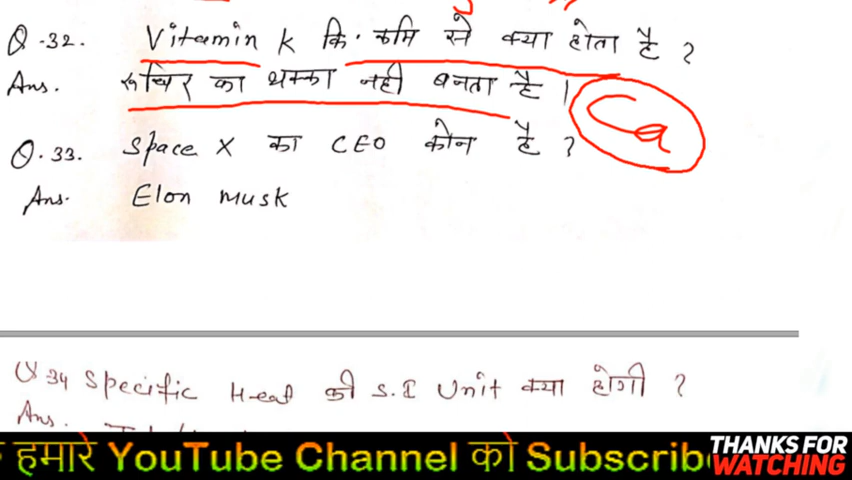 Q.32. Vitamin K कि कमि से क्या होता है ?
Ans. रूधिर का थक्का नही बनता है ।
Ca
Q.33. Space X का CEO कोन है ?
Ans. Elon musk
Q 34 Specific Heat की S.I Unit क्या होगी ?
Ans.
हमारे YouTube Channel को Subscrib
THANKS FOR
WATCHING